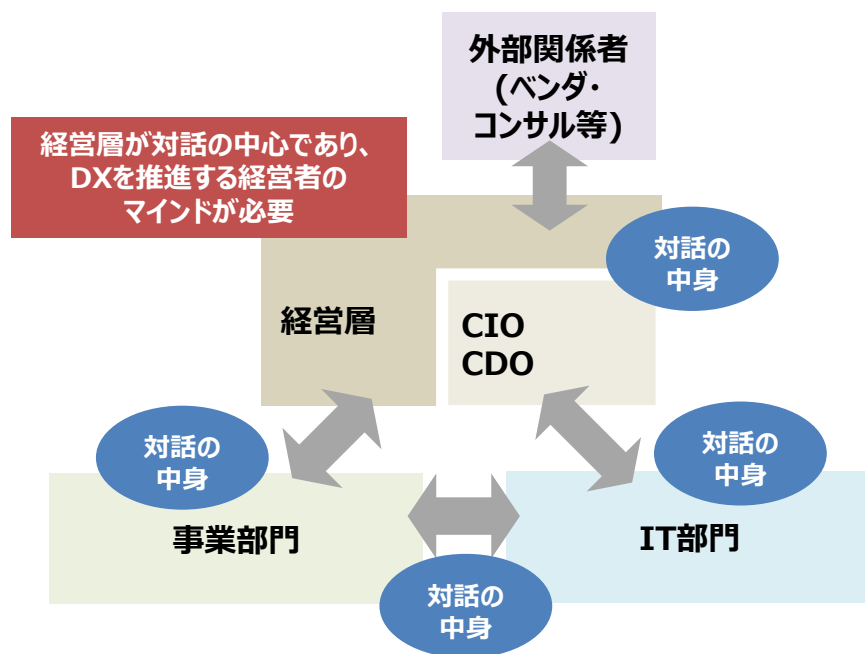 外部関係者
(ベンダ・
コンサル等)
経営層が対話の中心であり、
DXを推進する経営者の
マインドが必要
対話の
中身
経営層
CIO
CDO
対話の
中身
対話の
中身
事業部門
IT部門
対話の
中身